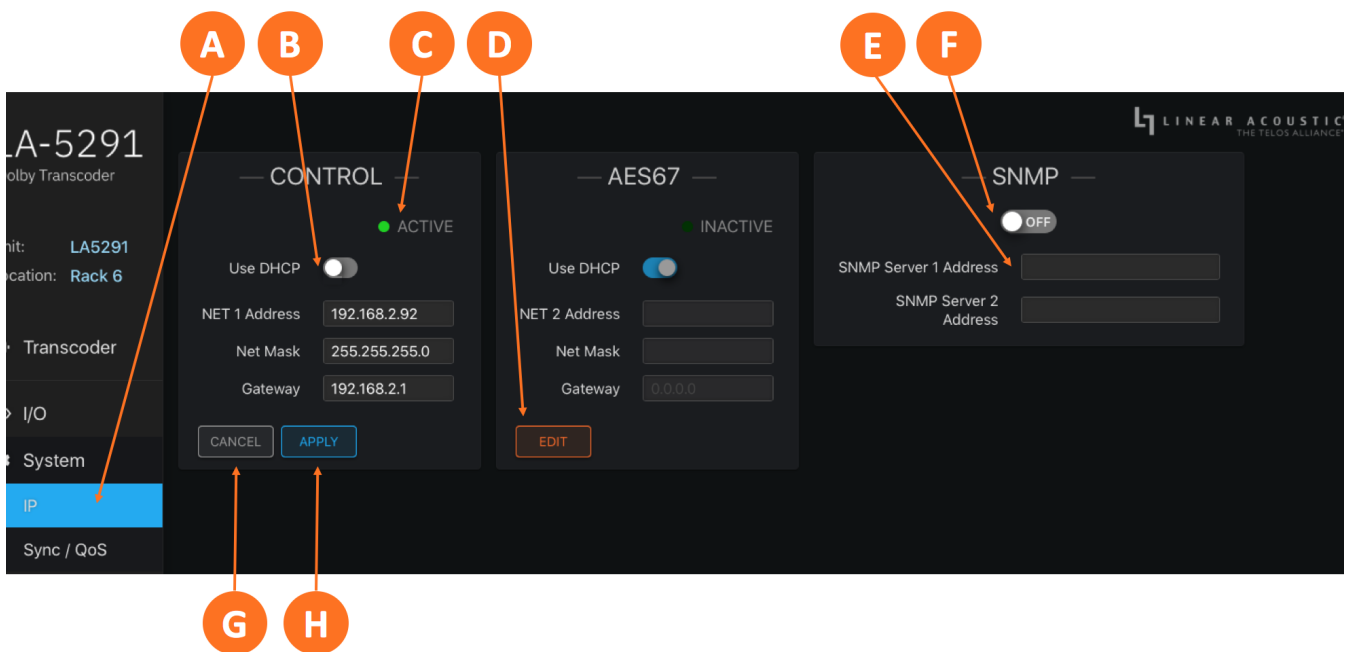 A B C D E F
LINEAR ACOUSTIC
THE TELOS ALLIANCE
LA-5291
olby Transcoder
nit: LA5291
ocation: Rack 6
Transcoder
I/O
System
IP
Sync / QoS
CONTROL
ACTIVE
Use DHCP
NET 1 Address 192.168.2.92
Net Mask 255.255.255.0
Gateway 192.168.2.1
CANCEL APPLY
AES67
INACTIVE
Use DHCP
NET 2 Address
Net Mask
Gateway 0.0.0.0
EDIT
SNMP
OFF
SNMP Server 1 Address
SNMP Server 2
Address
G H